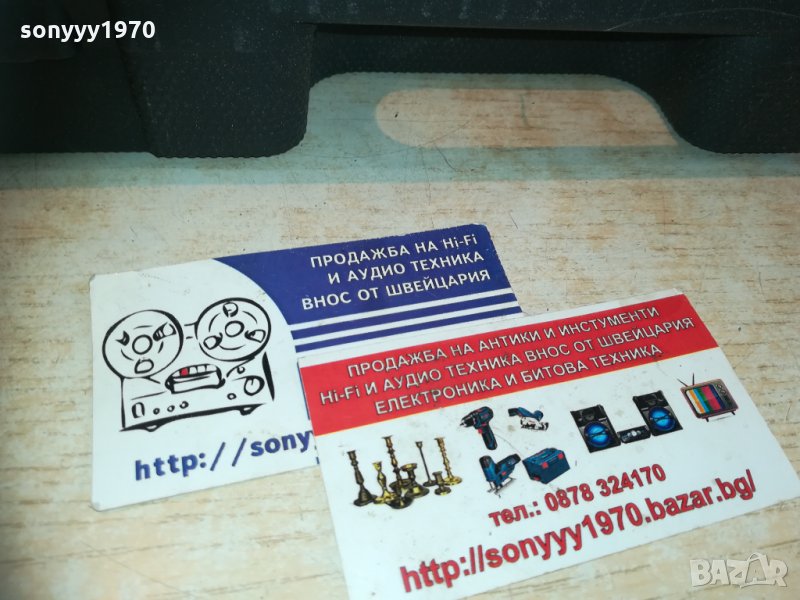 sonyyy1970
ПРОДАЖБА НА Hi-Fi
И АУДИО ТЕХНИКА
ВНОС ОТ ШВЕЙЦАРИЯ
http://sony
ПРОДАЖБА НА АНТИКИ И ИНСТУМЕНТИ
Hi-Fi И АУДИО ТЕХНИКА ВНОС ОТ ШВЕЙЦАРИЯ
ЕЛЕКТРОНИКА И БИТОВА ТЕХНИКА
тел.: 0878 324170
http://sonyyy1970.bazar.bg/
BAZAR